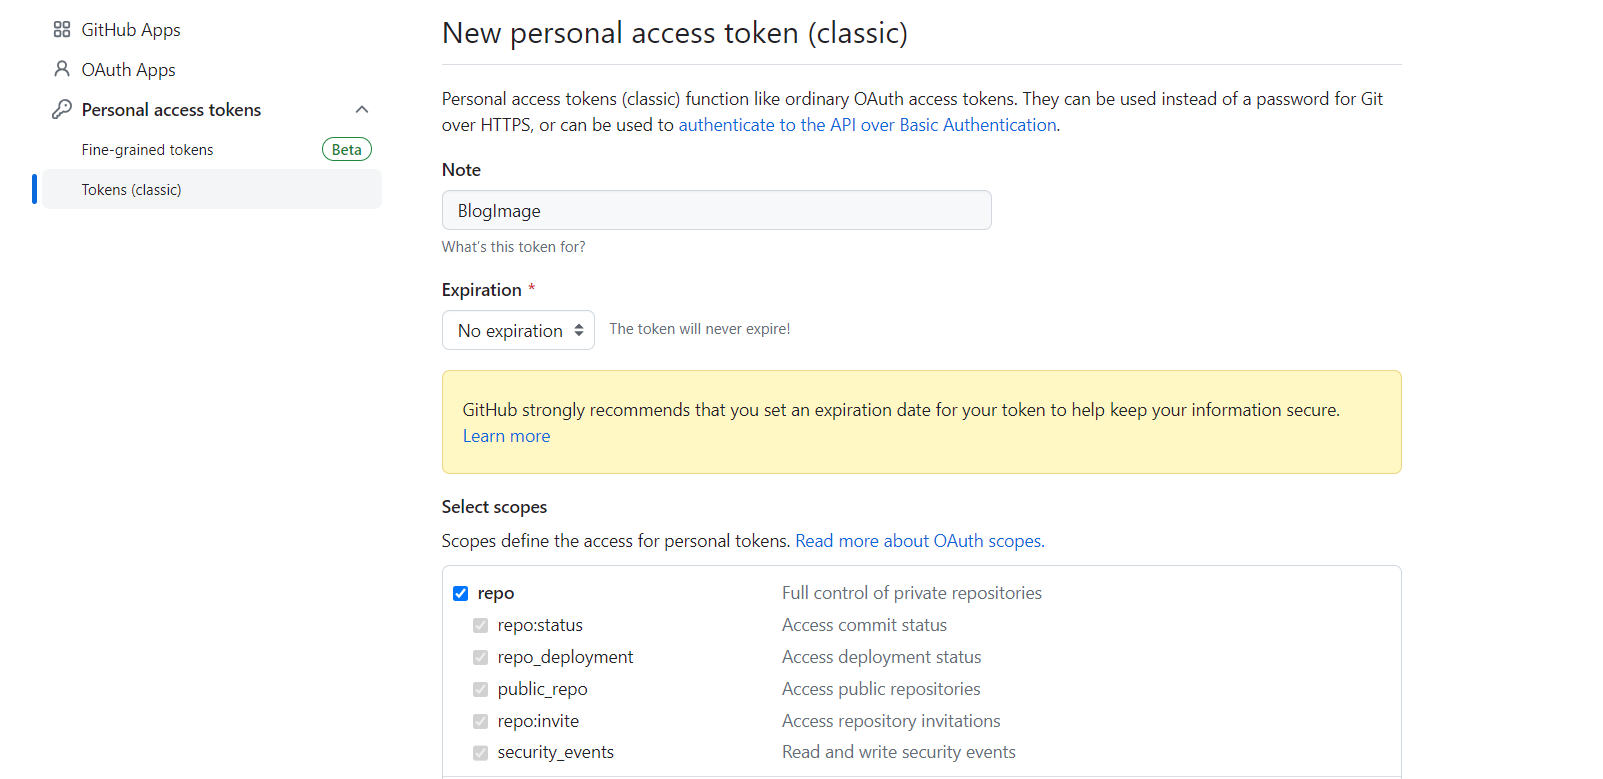 GitHub Apps
OAuth Apps
Personal access tokens
Fine-grained tokens Beta
Tokens (classic)
New personal access token (classic)
Personal access tokens (classic) function like ordinary OAuth access tokens. They can be used instead of a password for Git
over HTTPS, or can be used to authenticate to the API over Basic Authentication.
Note
BlogImage
What's this token for?
Expiration *
No expiration The token will never expire!
GitHub strongly recommends that you set an expiration date for your token to help keep your information secure.
Learn more
Select scopes
Scopes define the access for personal tokens. Read more about OAuth scopes.
repo Full control of private repositories
repo:status Access commit status
repo_deployment Access deployment status
public_repo Access public repositories
repo:invite Access repository invitations
security_events Read and write security events